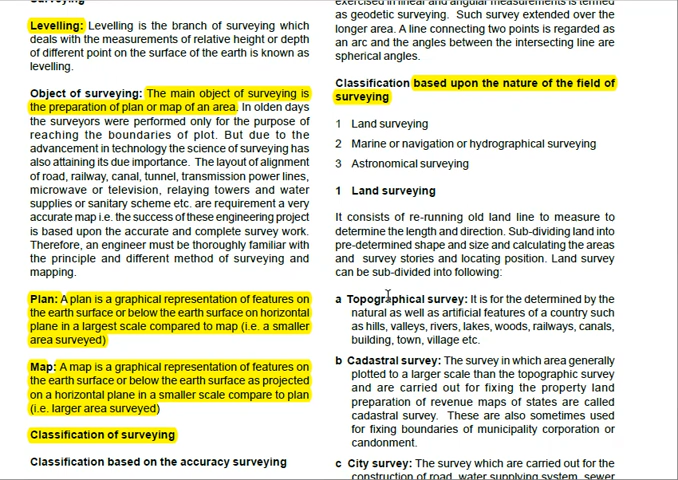 Surveying
Levelling: Levelling is the branch of surveying which
deals with the measurements of relative height or depth
of different point on the surface of the earth is known as
levelling.
Object of surveying: The main object of surveying is
the preparation of plan or map of an area. In olden days
the surveyors were performed only for the purpose of
reaching the boundaries of plot. But due to the
advancement in technology the science of surveying has
also attaining its due importance. The layout of alignment
of road, railway, canal, tunnel, transmission power lines,
microwave or television, relaying towers and water
supplies or sanitary scheme etc. are requirement a very
accurate map i.e. the success of these engineering project
is based upon the accurate and complete survey work.
Therefore, an engineer must be thoroughly familiar with
the principle and different method of surveying and
mapping.
Plan: A plan is a graphical representation of features on
the earth surface or below the earth surface on horizontal
plane in a largest scale compared to map (i.e. a smaller
area surveyed)
Map: A map is a graphical representation of features on
the earth surface or below the earth surface as projected
on a horizontal plane in a smaller scale compare to plan
(i.e. larger area surveyed)
Classification of surveying
Classification based on the accuracy surveying
exercised in linear and angular measurements is termed
as geodetic surveying. Such survey extended over the
longer area. A line connecting two points is regarded as
an arc and the angles between the intersecting line are
spherical angles.
Classification based upon the nature of the field of
surveying
1 Land surveying
2 Marine or navigation or hydrographical surveying
3 Astronomical surveying
1 Land surveying
It consists of re-running old land line to measure to
determine the length and direction. Sub-dividing land into
pre-determined shape and size and calculating the areas
and survey stories and locating position. Land survey
can be sub-divided into following:
a Topographical survey: It is for the determined by the
natural as well as artificial features of a country such
as hills, valleys, rivers, lakes, woods, railways, canals,
building, town, village etc.
b Cadastral survey: The survey in which area generally
plotted to a larger scale than the topographic survey
and are carried out for fixing the property land
preparation of revenue maps of states are called
cadastral survey. These are also sometimes used
for fixing boundaries of municipality corporation or
candonment.
c City survey: The survey which are carried out for the
construction of road, water supplying system, sewer